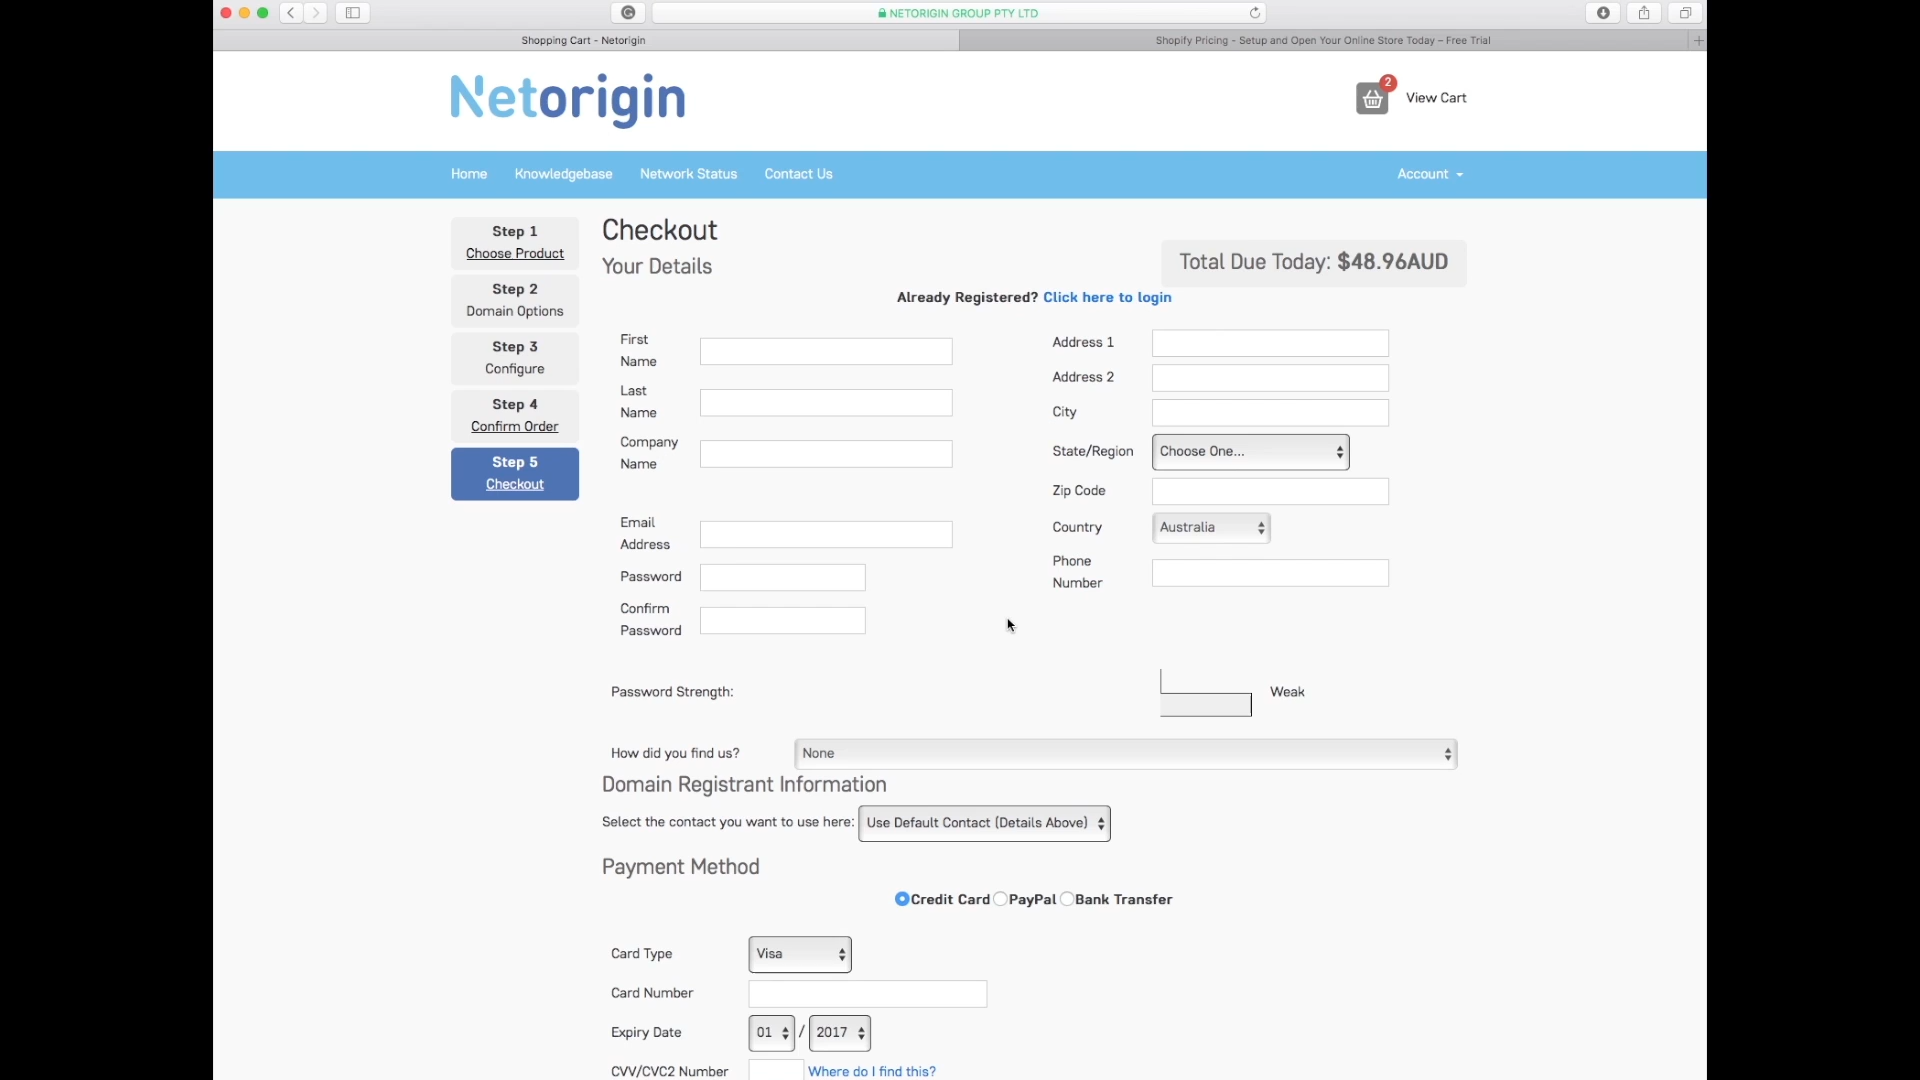 NETORIGIN GROUP PTY LTD
Shopping Cart - Netorigin
Shopify Pricing - Setup and Open Your Online Store Today – Free Trial
Netorigin
2
View Cart
Home
Knowledgebase
Network Status
Contact Us
Account
Step 1
Choose Product
Step 2
Domain Options
Step 3
Configure
Step 4
Confirm Order
Step 5
Checkout
Checkout
Your Details
Total Due Today: $48.96AUD
Already Registered? Click here to login
First
Name
Last
Name
Company
Name
Email
Address
Password
Confirm
Password
Address 1
Address 2
City
State/Region
Choose One...
Zip Code
Country
Australia
Phone
Number
Password Strength:
Weak
How did you find us?
None
Domain Registrant Information
Select the contact you want to use here:
Use Default Contact (Details Above)
Payment Method
Credit Card
PayPal
Bank Transfer
Card Type
Visa
Card Number
Expiry Date
01 / 2017
CVV/CVC2 Number
Where do I find this?